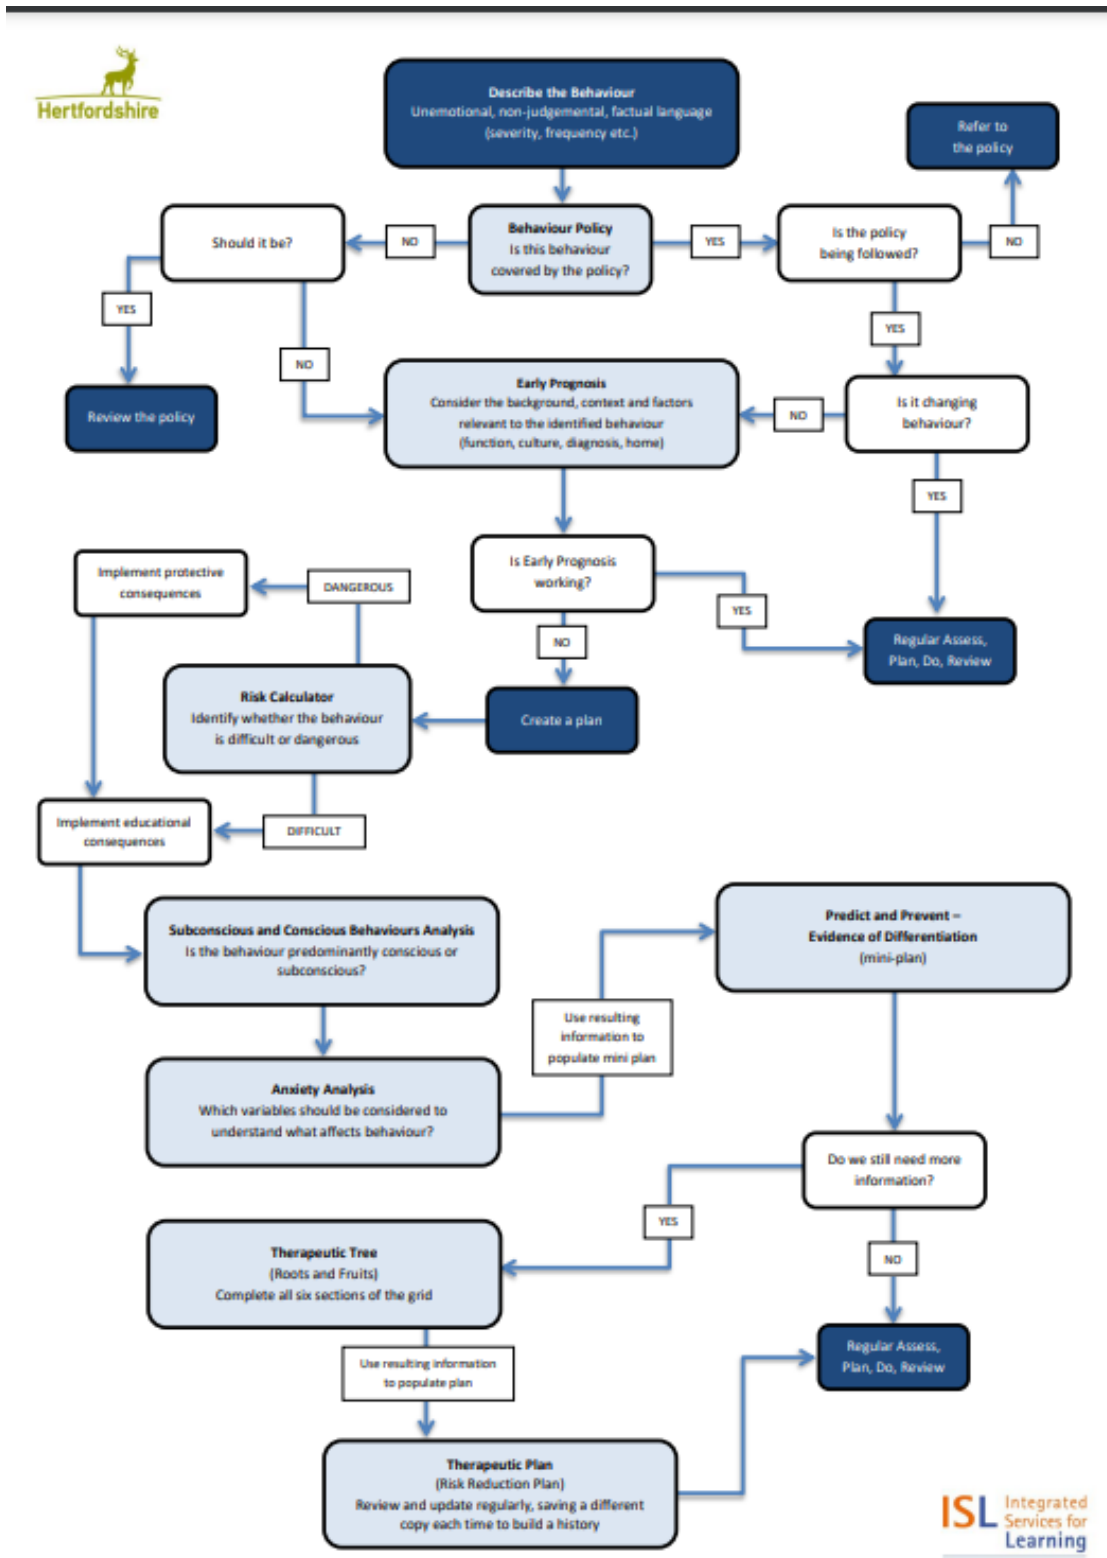 Hertfordshire
Describe the Behaviour
Unemotional, non-judgemental, factual language
(severity, frequency etc.)
Refer to
the policy
Should it be?
NO
Behaviour Policy
Is this behaviour
covered by the policy?
YES
Is the policy
being followed?
NO
YES
YES
NO
Review the policy
Early Prognosis
Consider the background, context and factors
relevant to the identified behaviour
(function, culture, diagnosis, home)
NO
Is it changing
behaviour?
YES
Is Early Prognosis
working?
Implement protective
consequences
DANGEROUS
YES
NO
Regular Assess,
Plan, Do, Review
Risk Calculator
Identify whether the behaviour
is difficult or dangerous
Create a plan
Implement educational
consequences
DIFFICULT
Subconscious and Conscious Behaviours Analysis
Is the behaviour predominantly conscious or
subconscious?
Predict and Prevent –
Evidence of Differentiation
(mini-plan)
Use resulting
information to
populate mini plan
Anxiety Analysis
Which variables should be considered to
understand what affects behaviour?
Do we still need more
information?
YES
NO
Therapeutic Tree
(Roots and Fruits)
Complete all six sections of the grid
Use resulting information
to populate plan
Regular Assess,
Plan, Do, Review
Therapeutic Plan
(Risk Reduction Plan)
Review and update regularly, saving a different
copy each time to build a history
ISL Integrated
Services for
Learning